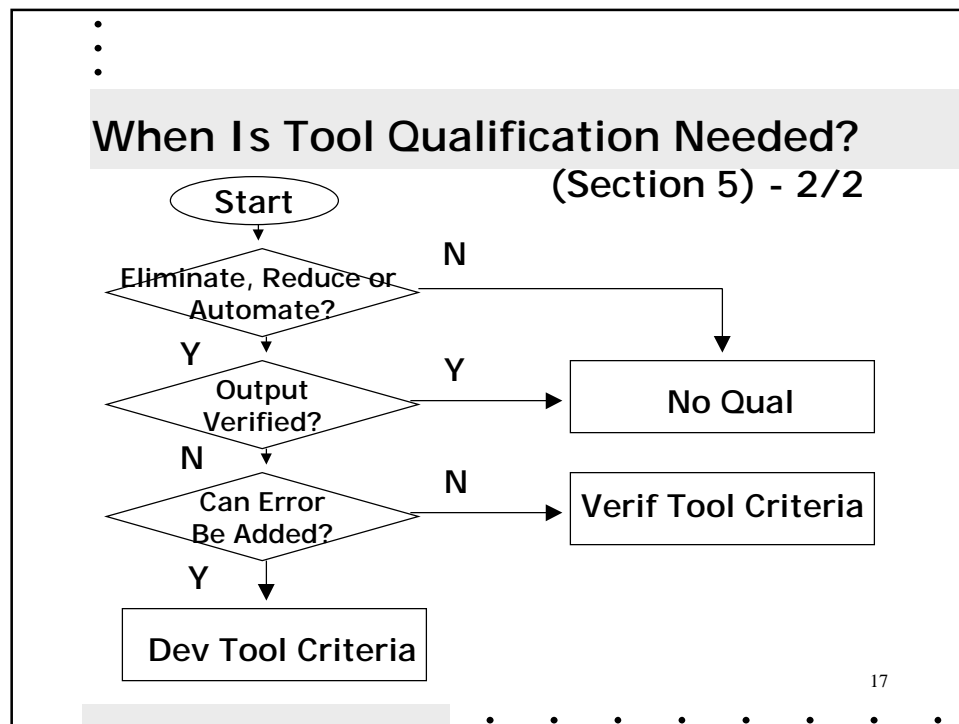 When Is Tool Qualification Needed?
(Section 5) - 2/2
Start
Eliminate, Reduce or
Automate?
N
Y
Output
Verified?
Y
No Qual
N
Can Error
Be Added?
N
Verif Tool Criteria
Y
Dev Tool Criteria
17